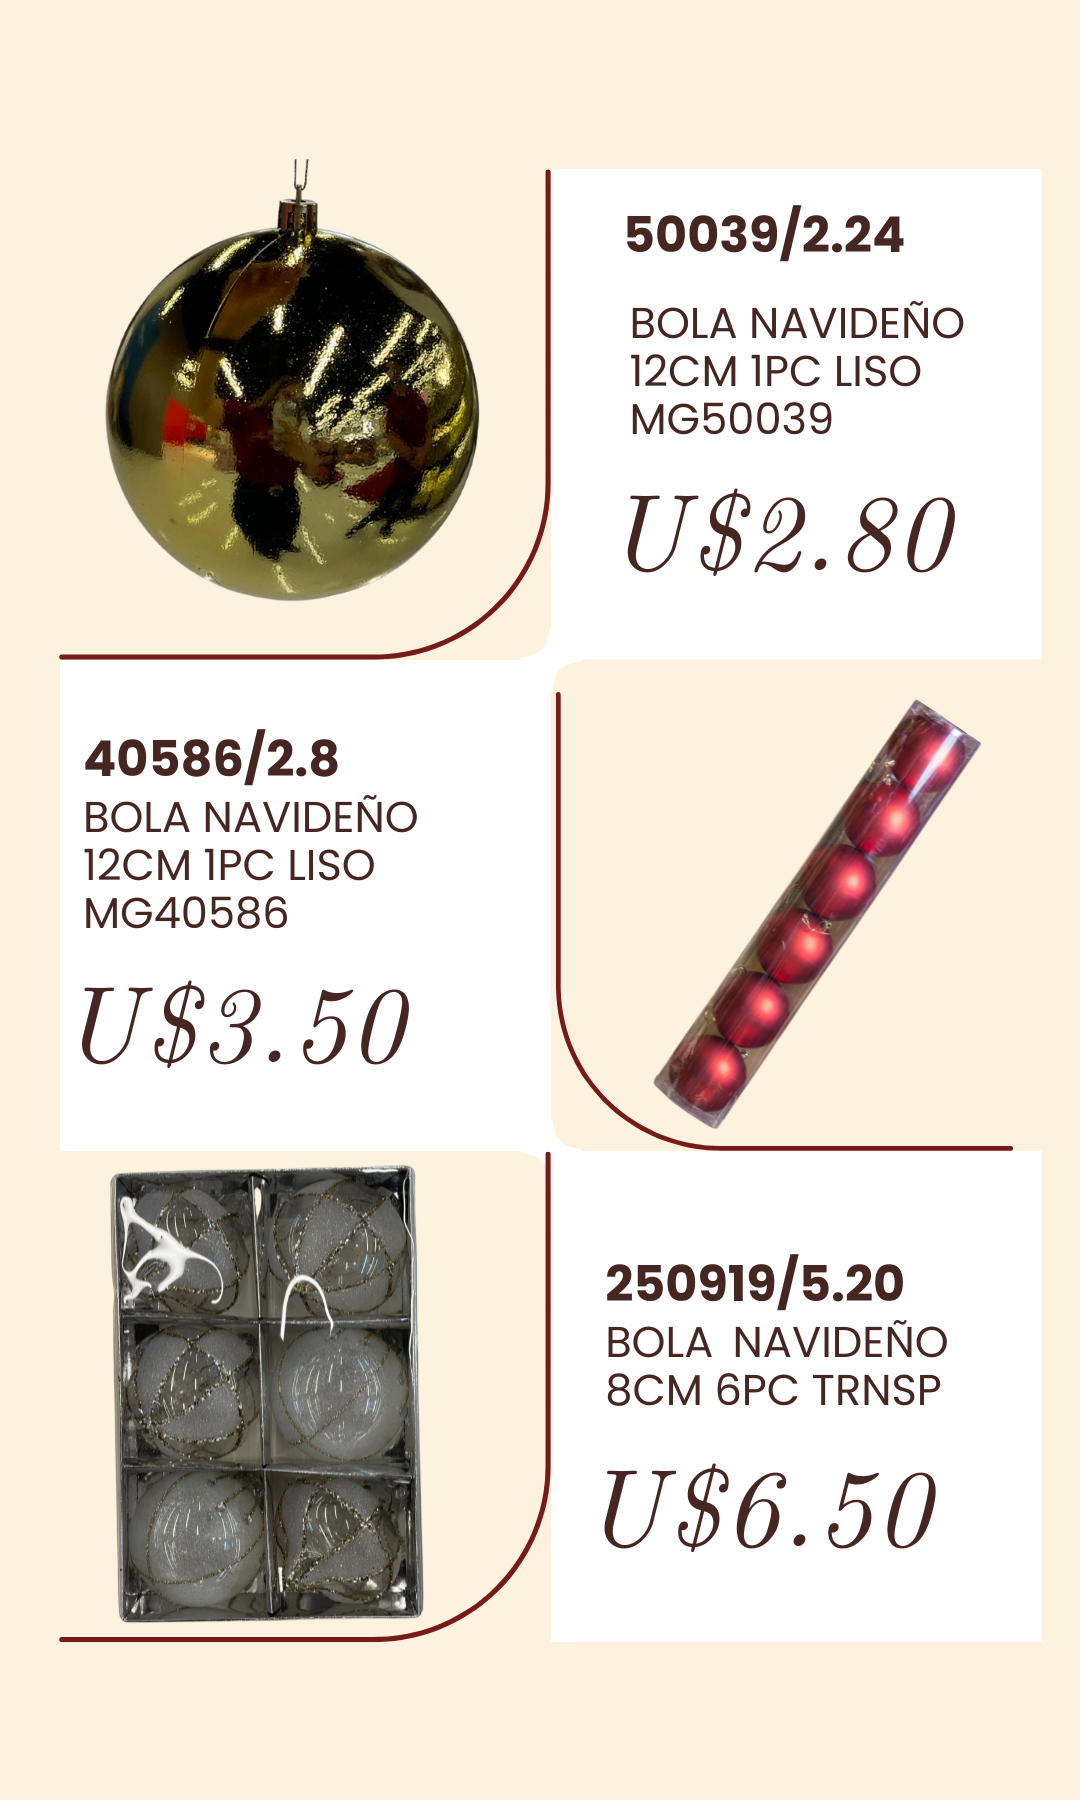 50039/2.24
BOLA NAVIDEÑO
12CM 1PC LISO
MG50039
U$2.80
40586/2.8
BOLA NAVIDEÑO
12CM 1PC LISO
MG40586
U$3.50
250919/5.20
BOLA  NAVIDEÑO
8CM 6PC TRNSP
U$6.50